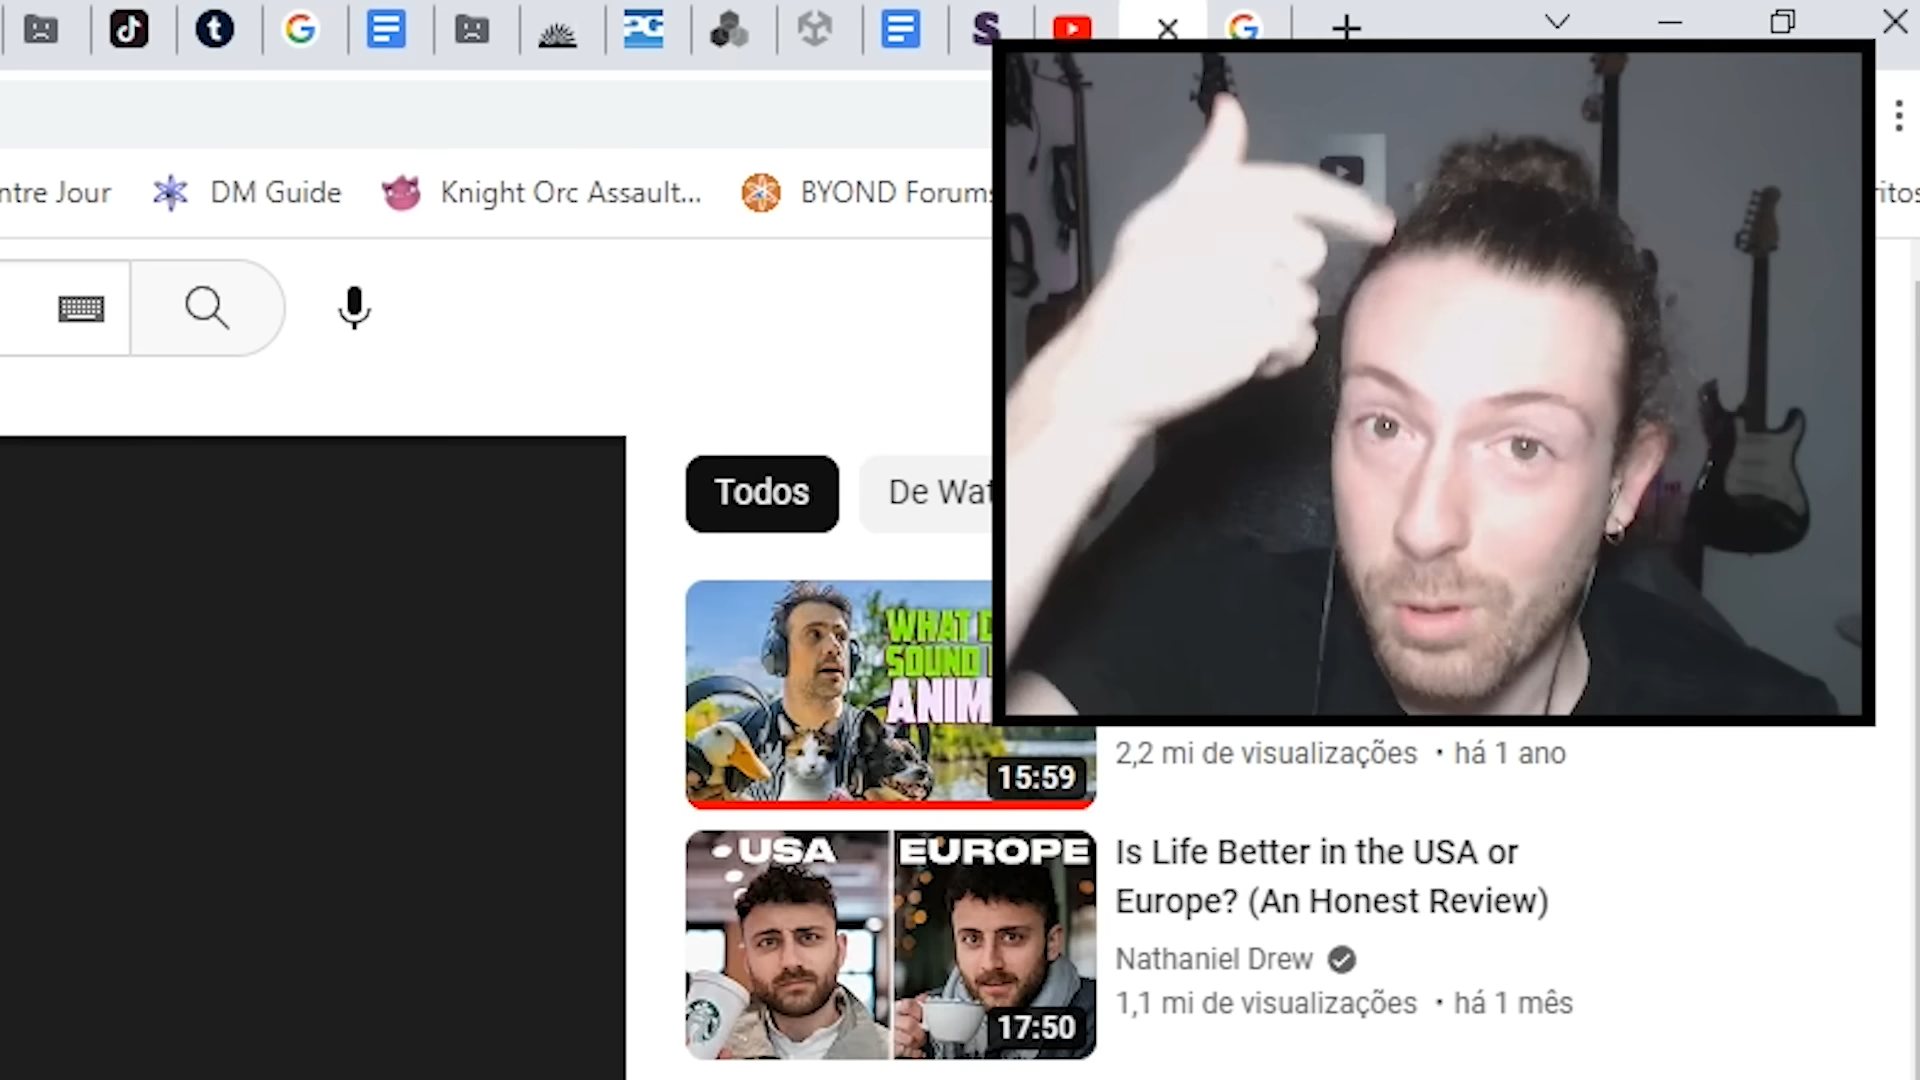 ntre Jour
DM Guide
Knight Orc Assault...
BYOND Forums
ritos
Todos
De Wat
WHAT D
SOUND
ANIM
15:59
2,2 mi de visualizações • há 1 ano
USA
EUROPE
17:50
Is Life Better in the USA or
Europe? (An Honest Review)
Nathaniel Drew
1,1 mi de visualizações • há 1 mês